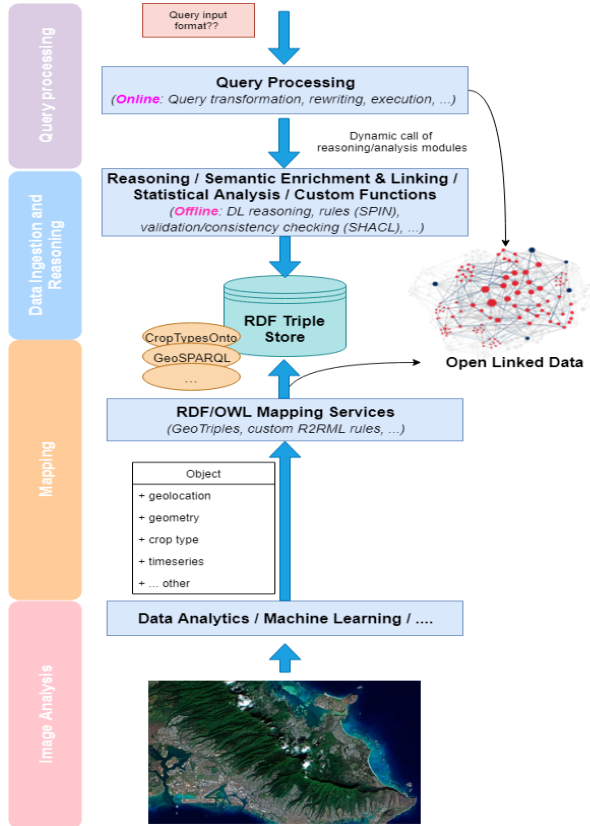 Query processing
Query input
format??
Query Processing
(Online: Query transformation, rewriting, execution, ...)
Dynamic call of
reasoning/analysis modules
Data Ingestion and
Reasoning
Reasoning / Semantic Enrichment & Linking /
Statistical Analysis / Custom Functions
(Offline: DL reasoning, rules (SPIN),
validation/consistency checking (SHACL), ...)
RDF Triple
Store
CropTypesOnto
GeoSPARQL
...
Open Linked Data
Mapping
RDF/OWL Mapping Services
(GeoTriples, custom R2RML rules, ...)
Object
+ geolocation
+ geometry
+ crop type
+ timeseries
+ ... other
Image Analysis
Data Analytics / Machine Learning / ....